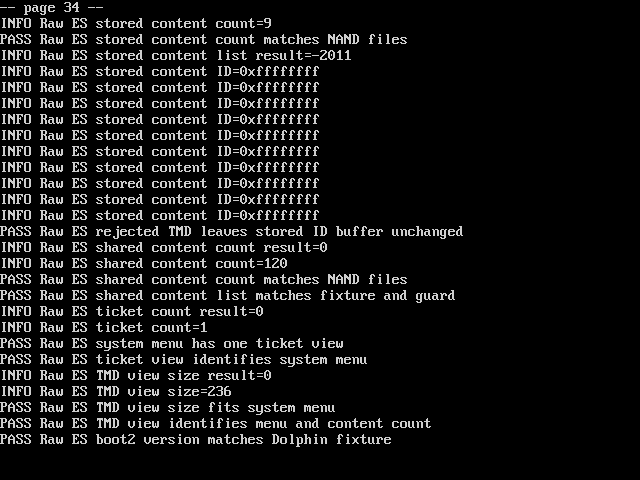 -- page 34 --
INFO Raw ES stored content count=9
PASS Raw ES stored content count matches NAND files
INFO Raw ES stored content list result=-2011
INFO Raw ES stored content ID=0xffffffff
INFO Raw ES stored content ID=0xffffffff
INFO Raw ES stored content ID=0xffffffff
INFO Raw ES stored content ID=0xffffffff
INFO Raw ES stored content ID=0xffffffff
INFO Raw ES stored content ID=0xffffffff
INFO Raw ES stored content ID=0xffffffff
INFO Raw ES stored content ID=0xffffffff
INFO Raw ES stored content ID=0xffffffff
INFO Raw ES stored content ID=0xffffffff
PASS Raw ES rejected TMD leaves stored ID buffer unchanged
INFO Raw ES shared content count result=0
INFO Raw ES shared content count=120
PASS Raw ES shared content count matches NAND files
PASS Raw ES shared content list matches fixture and guard
INFO Raw ES ticket count result=0
INFO Raw ES ticket count=1
PASS Raw ES system menu has one ticket view
PASS Raw ES ticket view identifies system menu
INFO Raw ES TMD view size result=0
INFO Raw ES TMD view size=236
PASS Raw ES TMD view size fits system menu
PASS Raw ES TMD view identifies menu and content count
PASS Raw ES boot2 version matches Dolphin fixture